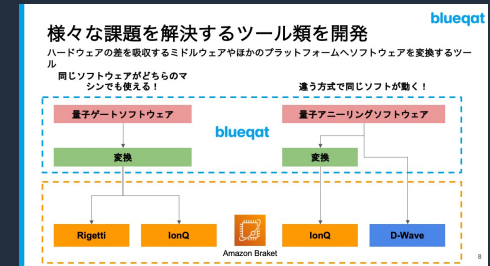 blueqat
様々な課題を解決するツール類を開発
ハードウェアの差を吸収するミドルウェアやほかのプラットフォームへソフトウェアを変換するツー
ル
同じソフトウェアがどちらのマ
シンでも使える！
違う方式で同じソフトが動く！
量子ゲートソフトウェア
量子アニーリングソフトウェア
blueqat
変換
変換
Rigetti
IonQ
IonQ
D-Wave
Amazon Braket
8